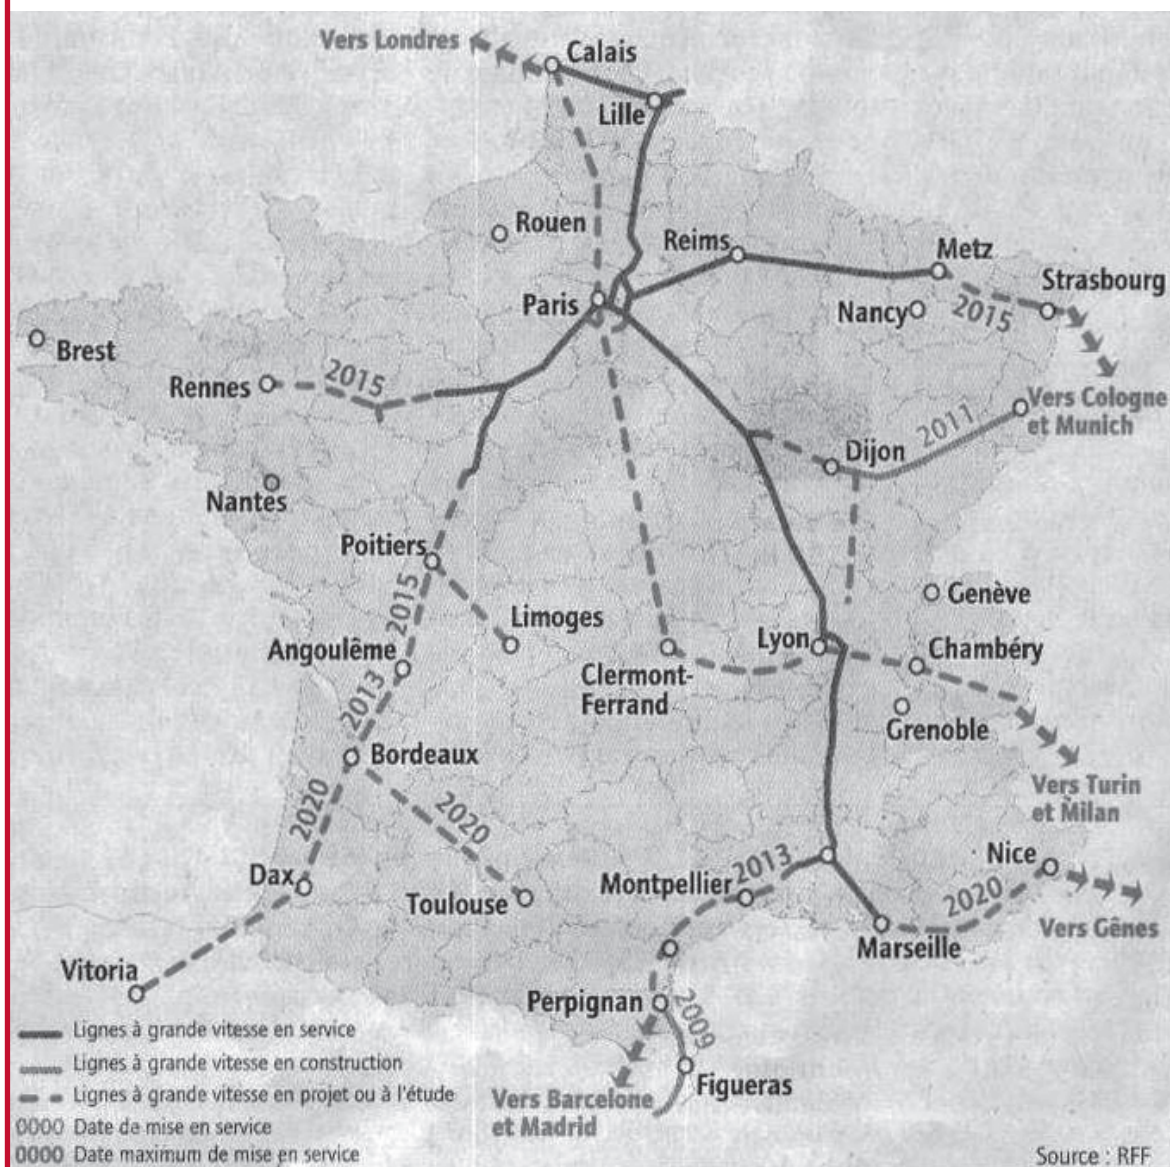 Vers Londres
Calais
Lille
Rouen
Reims
Metz
Strasbourg
Paris
Nancy
2015
Brest
Rennes
2015
Vers Cologne
et Munich
2011
Dijon
Nantes
Poitiers
2015
Limoges
Genève
Angoulême
Lyon
Chambéry
Clermont-
Ferrand
2013
Grenoble
Bordeaux
Vers Turin
et Milan
2020
2020
2013
Nice
Dax
Montpellier
2020
Toulouse
Vers Gênes
Marseille
Vitoria
Perpignan
2009
Figueras
Vers Barcelone
et Madrid
Lignes à grande vitesse en service
Lignes à grande vitesse en construction
Lignes à grande vitesse en projet ou à l'étude
0000 Date de mise en service
0000 Date maximum de mise en service
Source : RFF